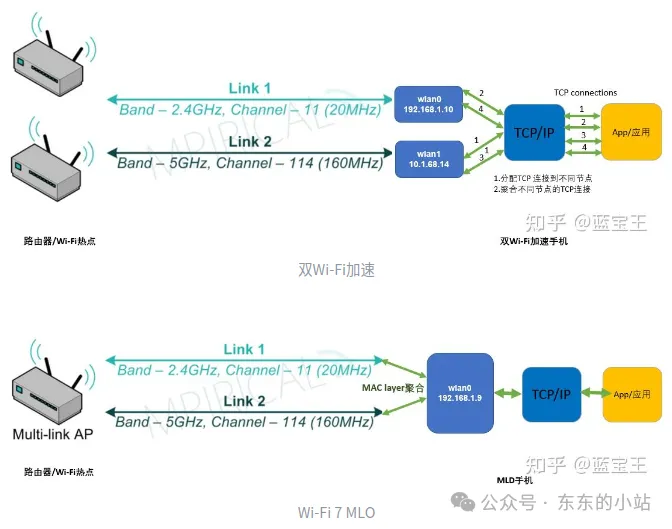 Link 1
Band – 2.4GHz, Channel – 11 (20MHz)
Link 2
Band – 5GHz, Channel – 114 (160MHz)
MPIRICAL
wlan0
192.168.1.10
wlan1
10.1.68.14
2
4
1
3
TCP/IP
TCP connections
1
2
3
4
App/应用
1.分配TCP 连接到不同节点
2.聚合不同节点的TCP连接
知乎 @蓝宝王
路由器/Wi-Fi热点
双Wi-Fi加速手机
双Wi-Fi加速
Link 1
Band – 2.4GHz, Channel – 11 (20MHz)
Link 2
Band – 5GHz, Channel – 114 (160MHz)
MPIRICAL
Multi-link AP
MAC layer聚合
wlan0
192.168.1.9
TCP/IP
App/应用
知乎 @蓝宝王
路由器/Wi-Fi热点
MLD手机
公众号 · 东东的小站
Wi-Fi 7 MLO